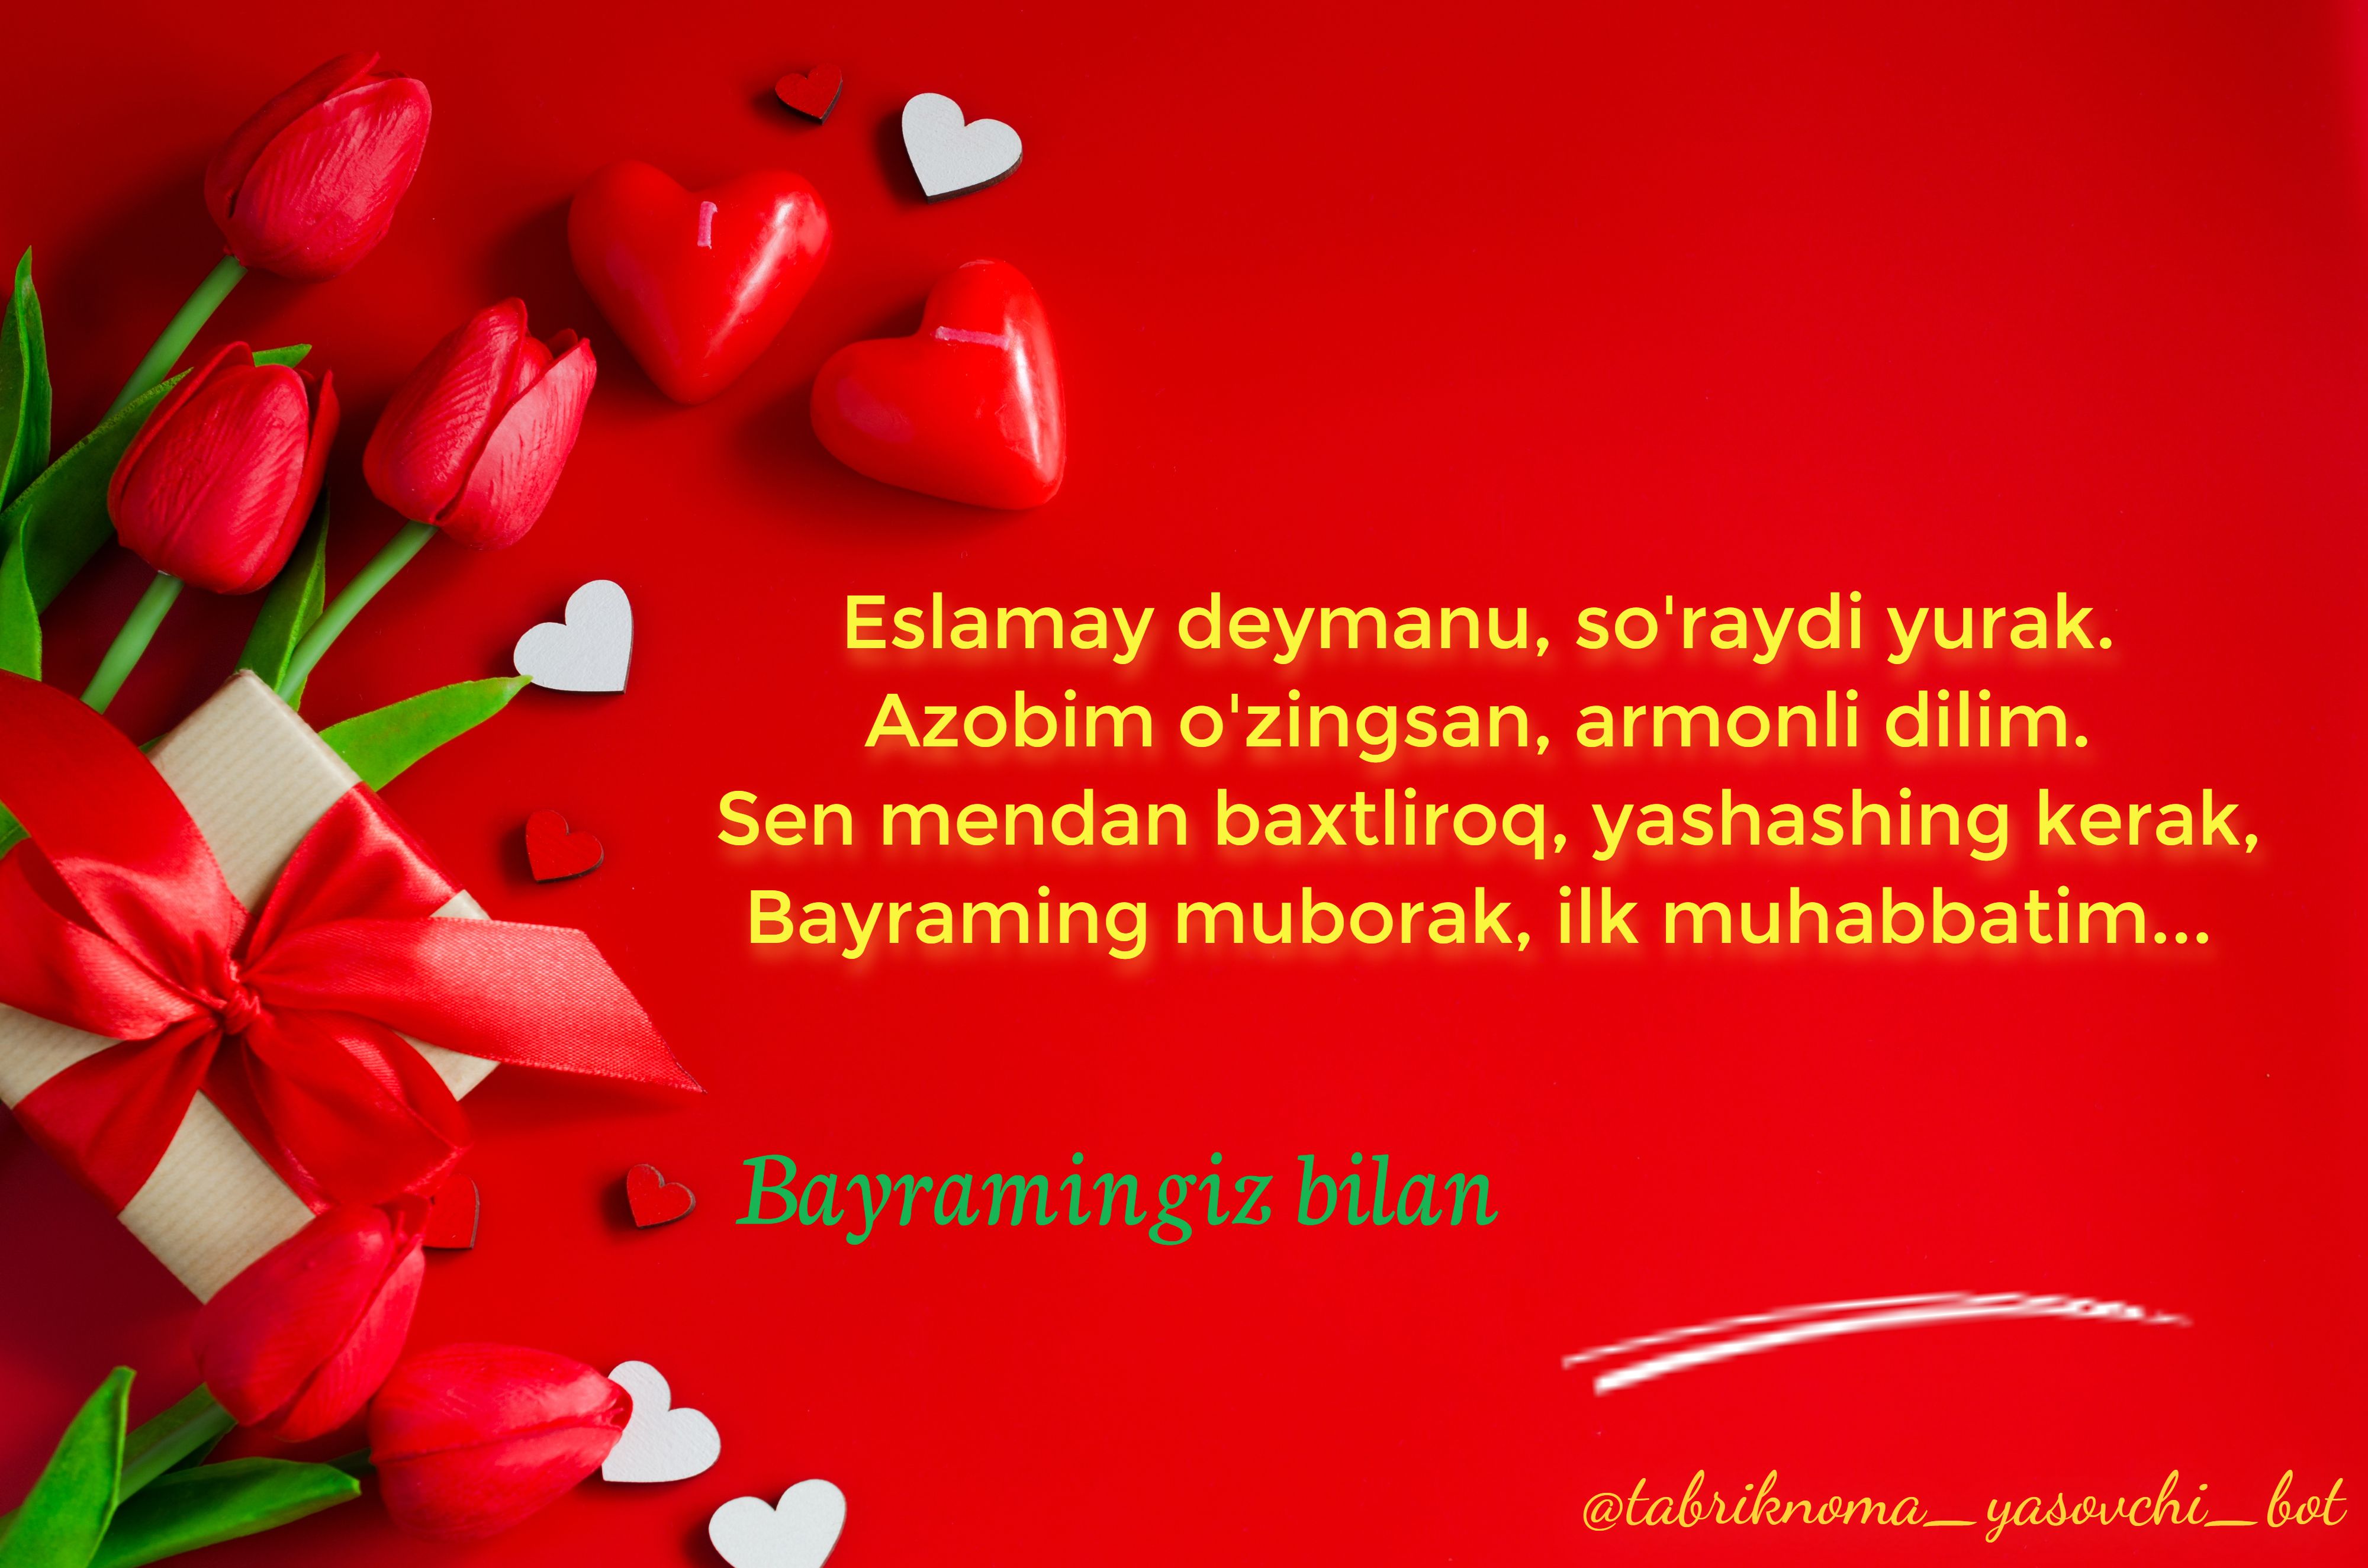 Eslamay deymanu, so'raydi yurak.
Azobim o'zingsan, armonli dilim.
Sen mendan baxtliroq, yashashing kerak,
Bayraming muborak, ilk muhabbatim...
Bayramingiz bilan
@tabriknoma_yasovchi_bot